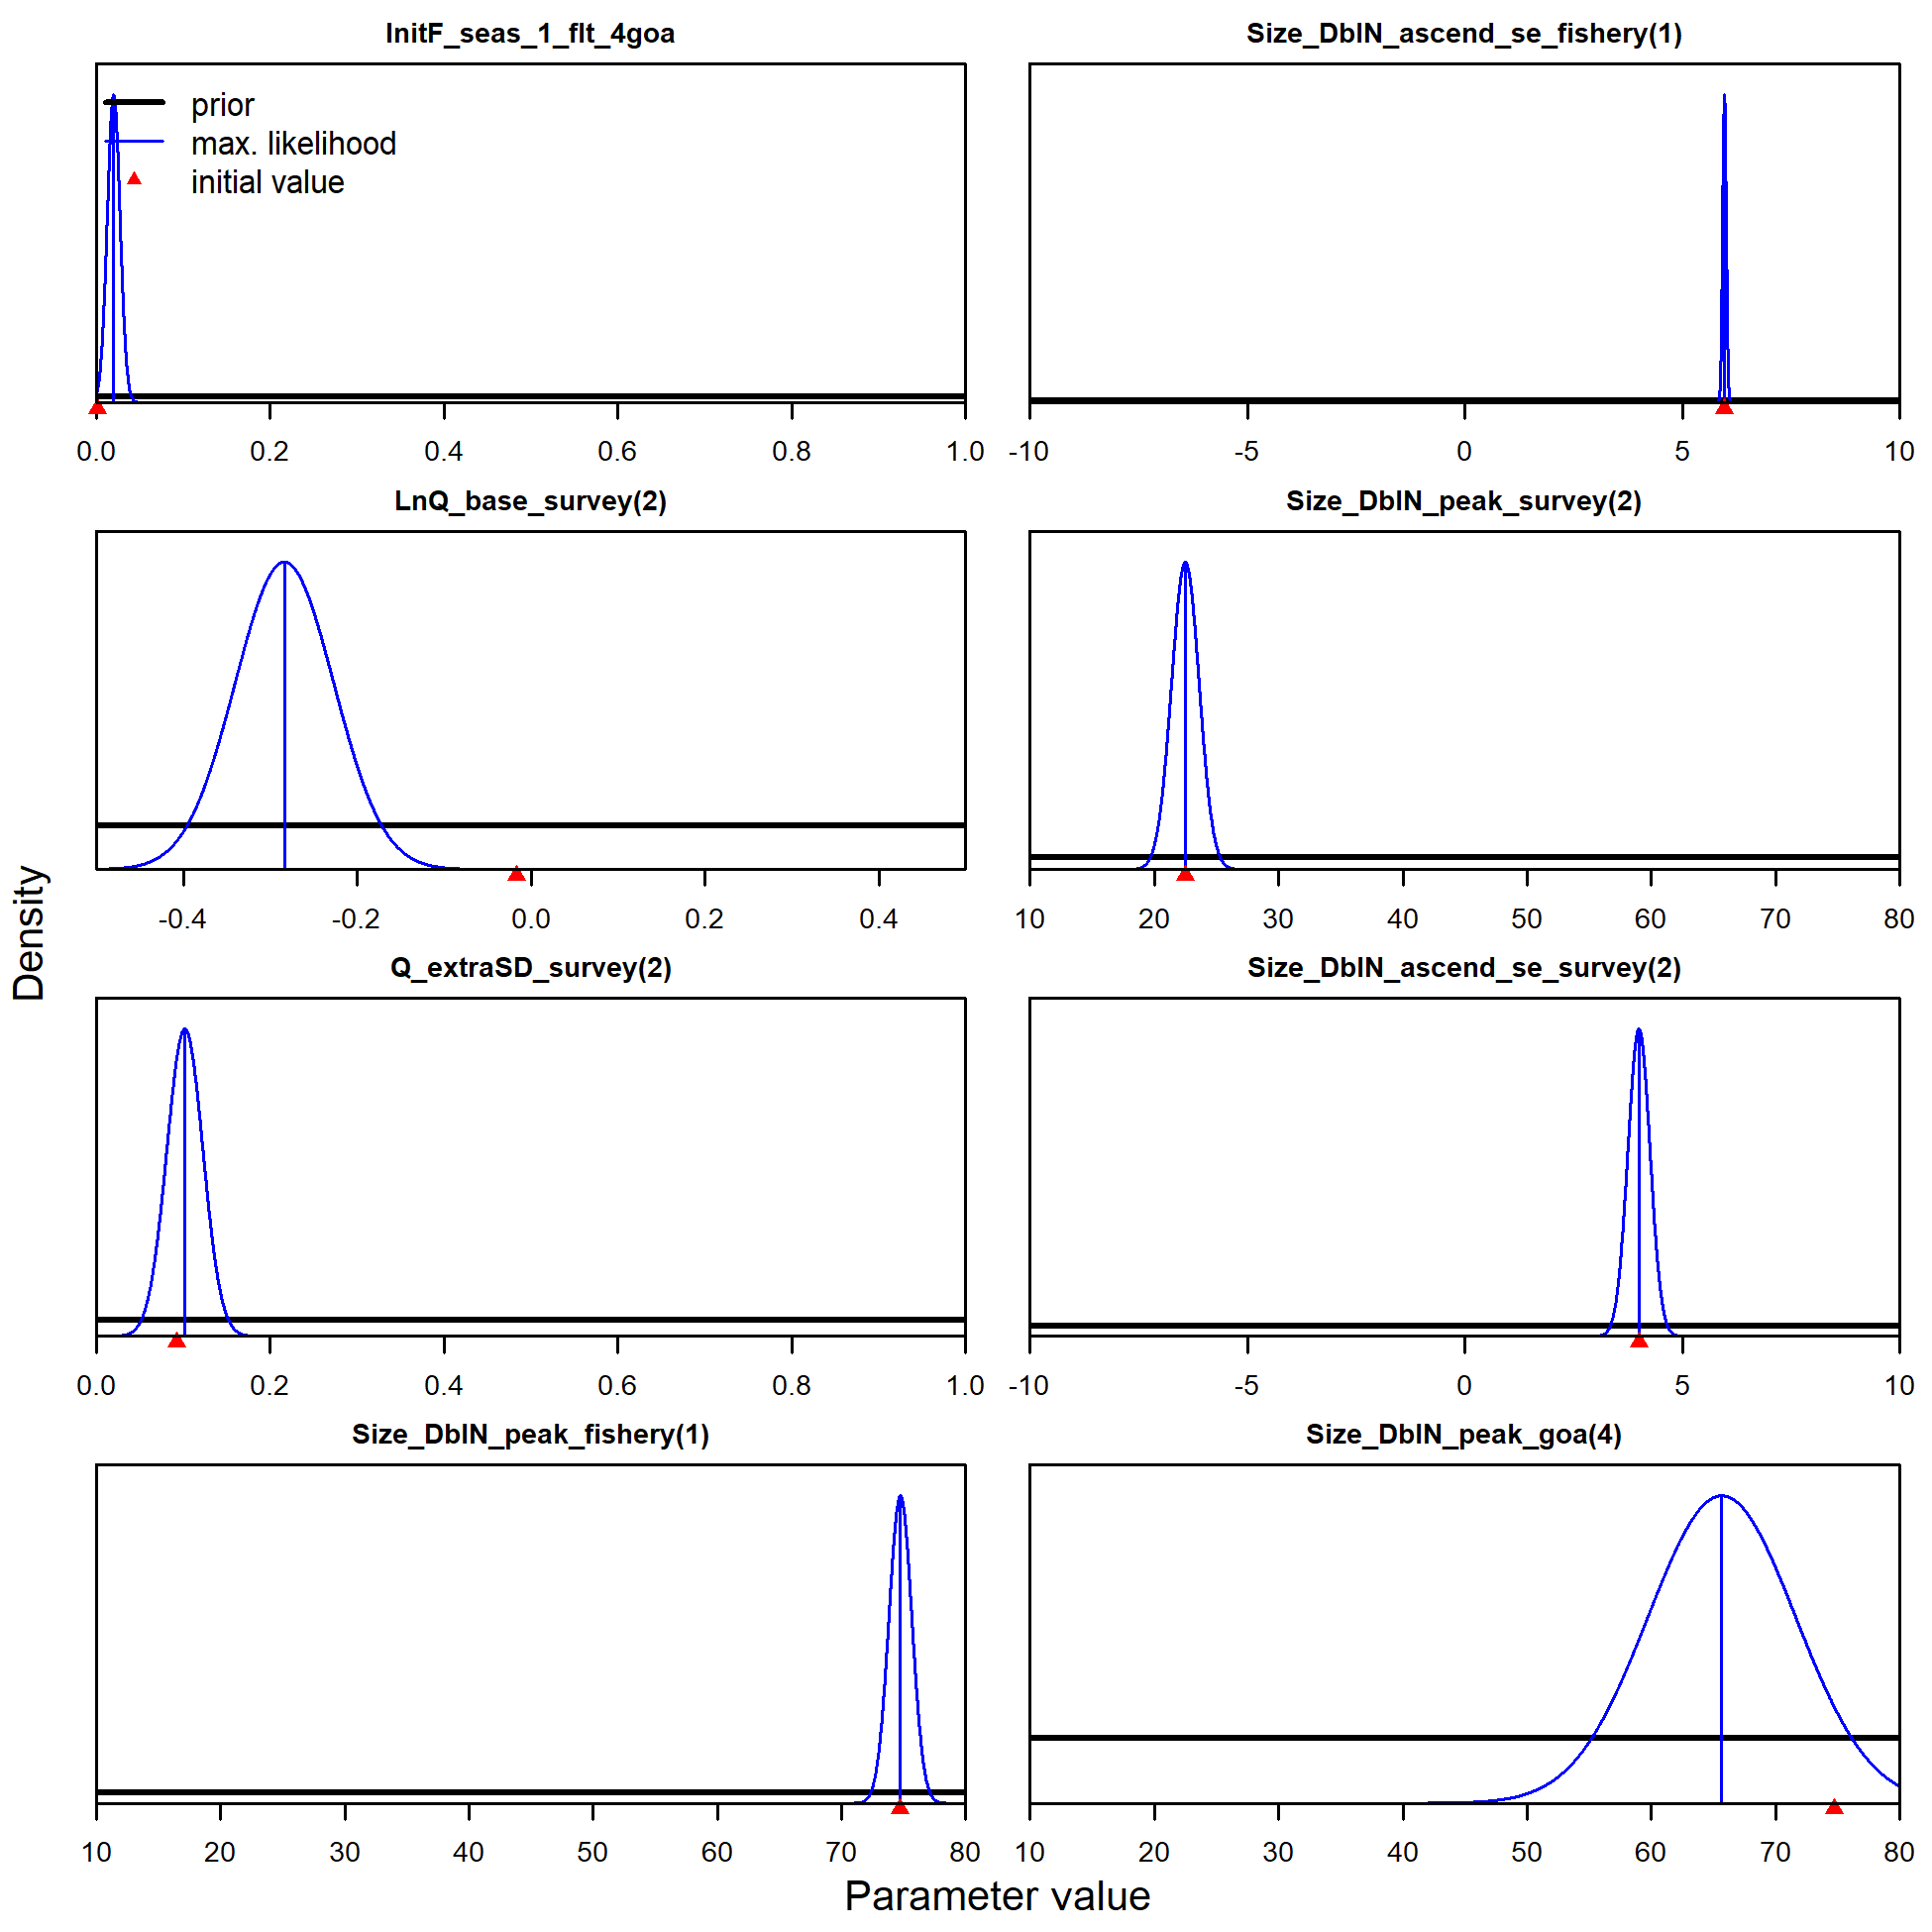 InitF_seas_1_flt_4goa
prior
max. likelihood
initial value
0.0 0.2 0.4 0.6 0.8 1.0
Size_DblN_ascend_se_fishery(1)
-10 -5 0 5 10
LnQ_base_survey(2)
-0.4 -0.2 0.0 0.2 0.4
Size_DblN_peak_survey(2)
10 20 30 40 50 60 70 80
Q_extraSD_survey(2)
0.0 0.2 0.4 0.6 0.8 1.0
Size_DblN_ascend_se_survey(2)
-10 -5 0 5 10
Size_DblN_peak_fishery(1)
10 20 30 40 50 60 70 80
Size_DblN_peak_goa(4)
10 20 30 40 50 60 70 80
Density
Parameter value